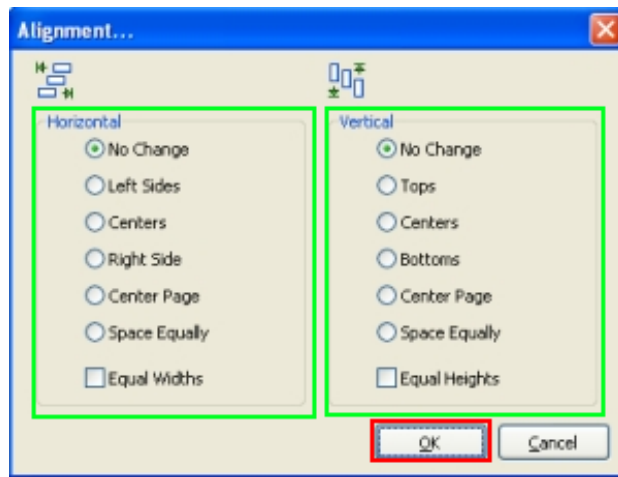 Alignment...
Horizontal
No Change
Left Sides
Centers
Right Side
Center Page
Space Equally
Equal Widths
Vertical
No Change
Tops
Centers
Bottoms
Center Page
Space Equally
Equal Heights
OK
Cancel